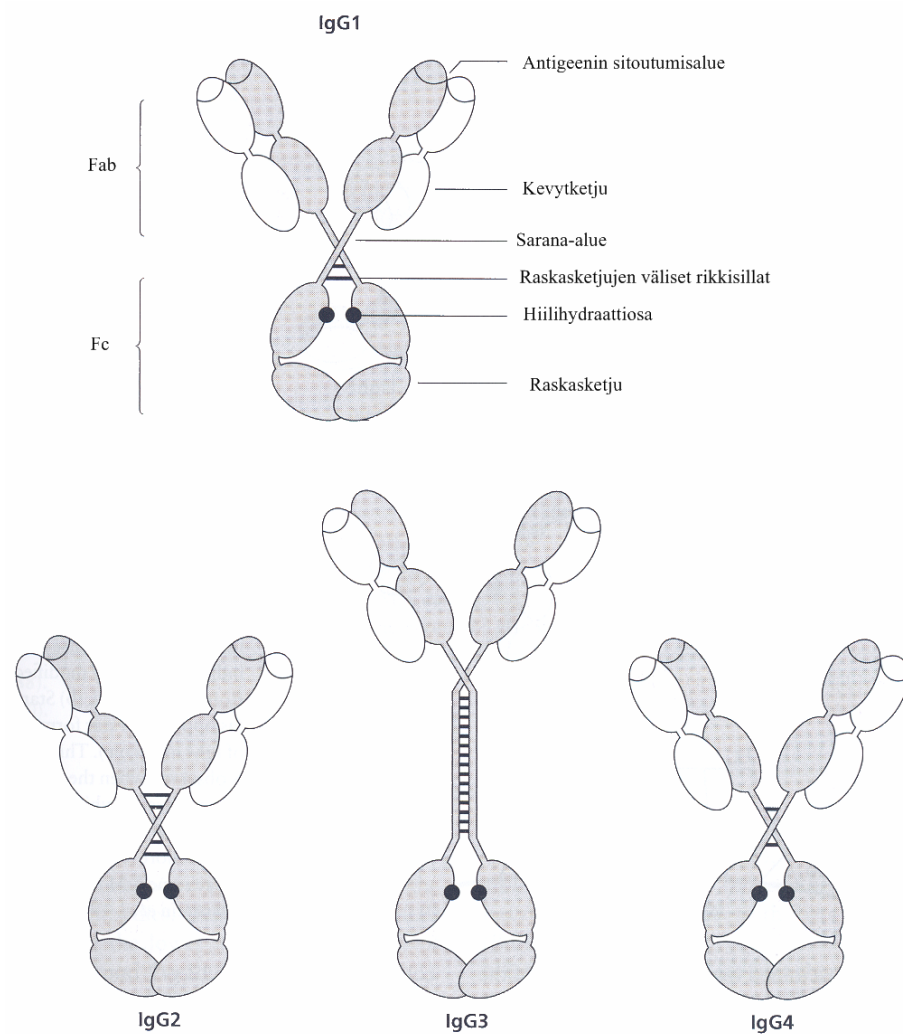 IgG1
Antigeenin sitoutumisalue
Fab
Kevytketju
Sarana-alue
Raskasketjujen väliset rikkisillat
Hiilihydraattiosa
Fc
Raskasketju
IgG2
IgG3
IgG4